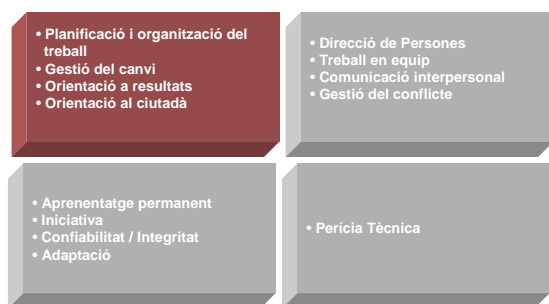 • Planificació i organització del
treball
• Gestió del canvi
• Orientació a resultats
• Orientació al ciutadà
• Direcció de Persones
• Treball en equip
• Comunicació interpersonal
• Gestió del conflicte
• Aprenentatge permanent
• Iniciativa
• Confiabilitat / Integritat
• Adaptació
• Perícia Tècnica